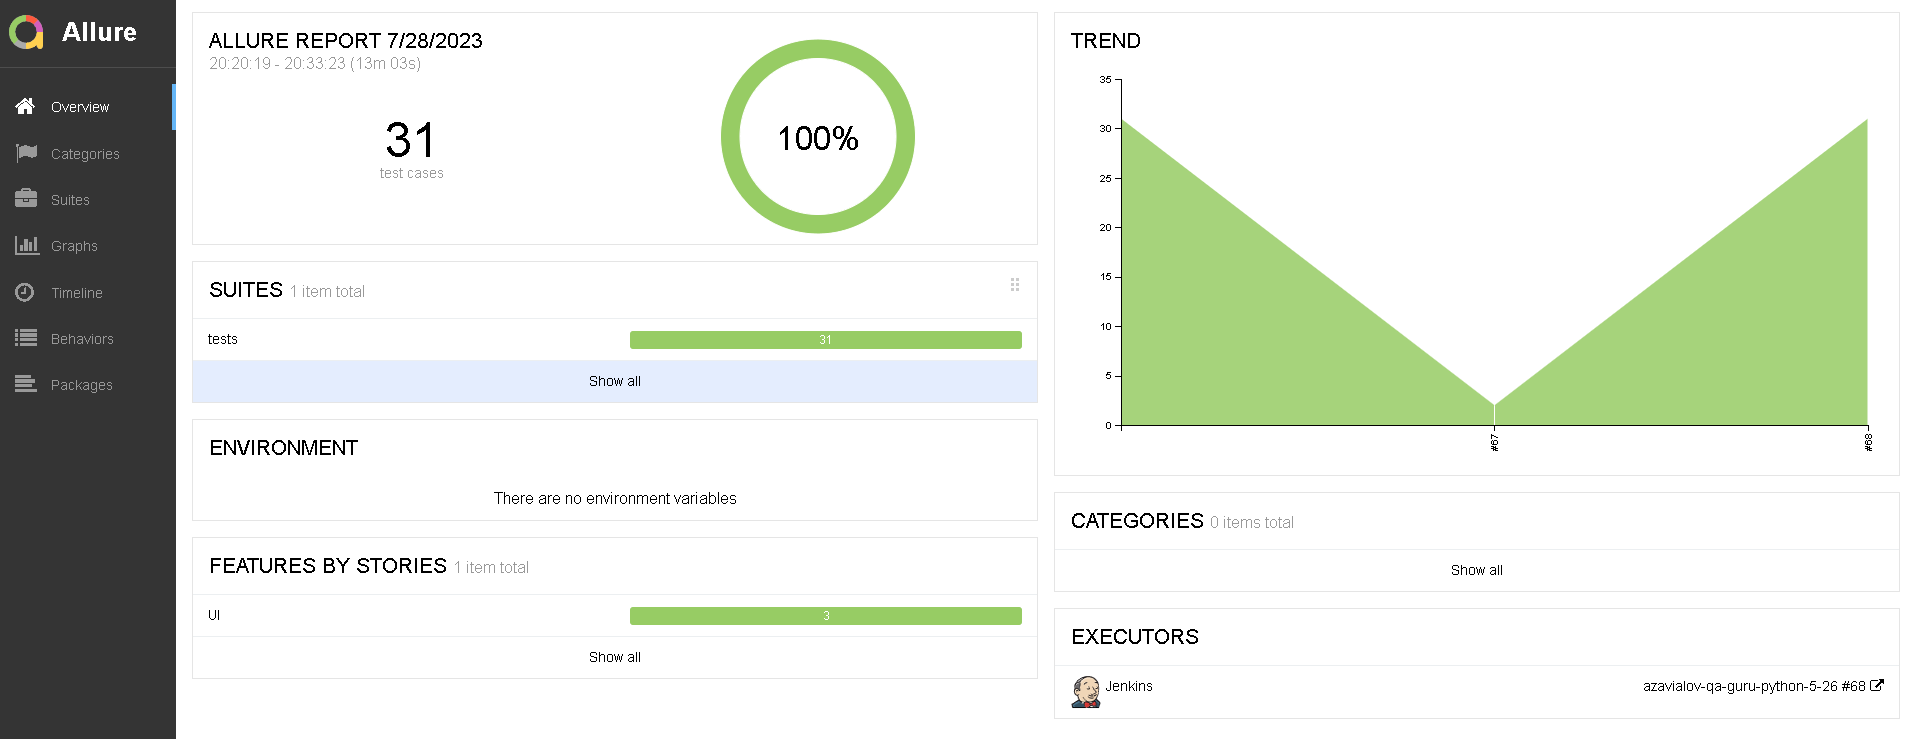 Allure
Overview
Categories
Suites
Graphs
Timeline
Behaviors
Packages
ALLURE REPORT 7/28/2023
20:20:19 - 20:33:23 (13m 03s)
31
test cases
100%
SUITES 1 item total
tests 31
Show all
ENVIRONMENT
There are no environment variables
FEATURES BY STORIES 1 item total
UI 3
Show all
TREND
35
30
25
20
15
10
5
0
#67
#68
CATEGORIES 0 items total
Show all
EXECUTORS
Jenkins azavialov-qa-guru-python-5-26 #68